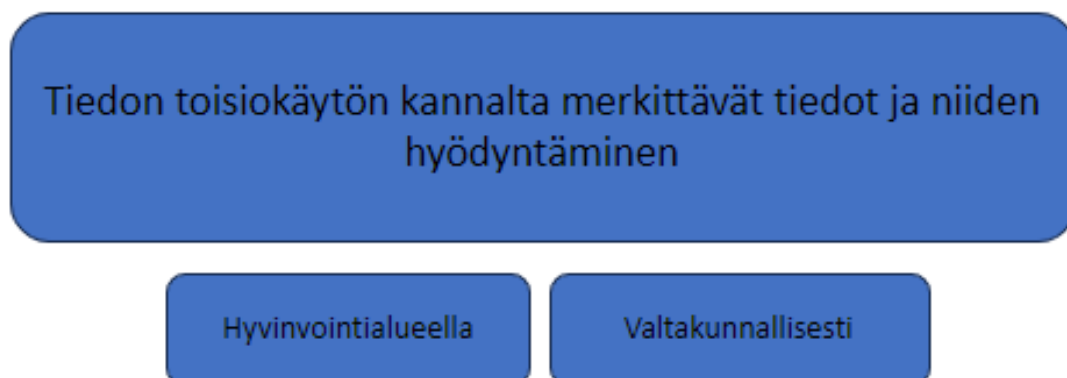 Tiedon toisiokäytön kannalta merkittävät tiedot ja niiden
hyödyntäminen
Hyvinvointialueella
Valtakunnallisesti